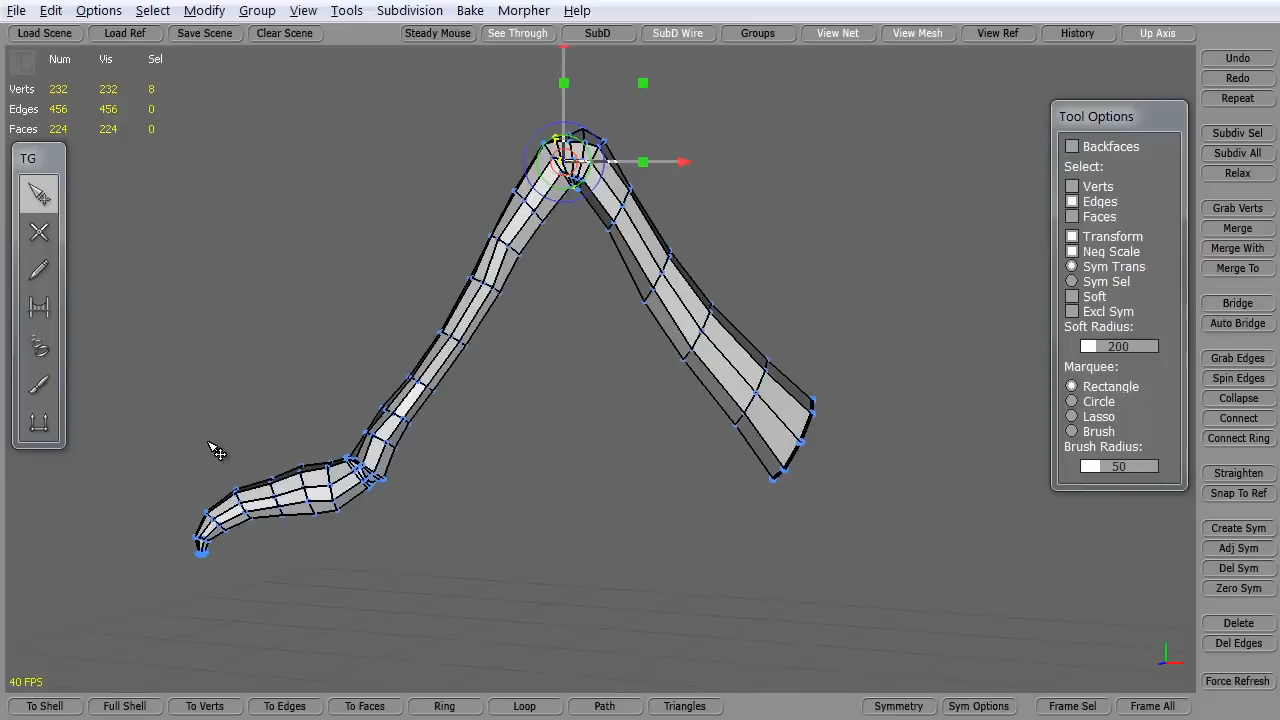 File Edit Options Select Modify Group View Tools Subdivision Bake Morpher Help
Load Scene Load Ref Save Scene Clear Scene Steady Mouse See Through SubD SubD Wire Groups View Net View Mesh View Ref History Up Axis
Num Vis Sel
Verts 232 232 8
Edges 456 456 0
Faces 224 224 0
TG
Tool Options
Backfaces
Select:
Verts
Edges
Faces
Transform
Neg Scale
Sym Trans
Sym Sel
Soft
Excl Sym
Soft Radius:
200
Marquee:
Rectangle
Circle
Lasso
Brush
Brush Radius:
50
Undo
Redo
Repeat
Subdiv Sel
Subdiv All
Relax
Grab Verts
Merge
Merge With
Merge To
Bridge
Auto Bridge
Grab Edges
Spin Edges
Collapse
Connect
Connect Ring
Straighten
Snap To Ref
Create Sym
Adj Sym
Del Sym
Zero Sym
Delete
Del Edges
Force Refresh
40 FPS
To Shell Full Shell To Verts To Edges To Faces Ring Loop Path Triangles Symmetry Sym Options Frame Sel Frame All